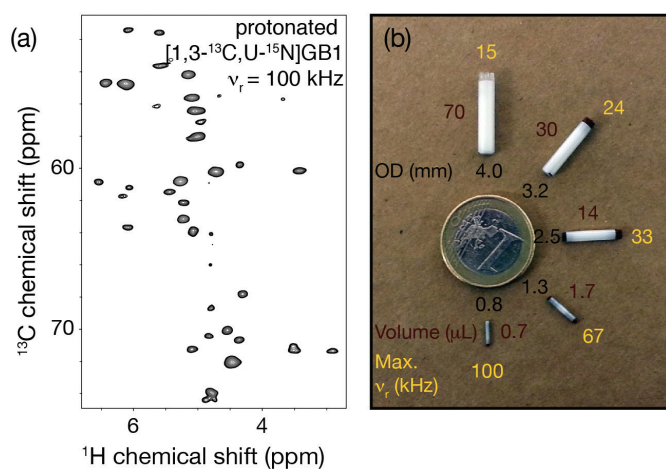 (a)
protonated
[1,3-¹³C,U-¹⁵N]GB1
νr = 100 kHz
60
70
¹³C chemical shift (ppm)
6
4
¹H chemical shift (ppm)
(b)
15
70
24
30
OD (mm)
4.0
3.2
14
2.5
33
1.3
1.7
0.8
67
Volume (μL)
0.7
Max.
νr (kHz)
100